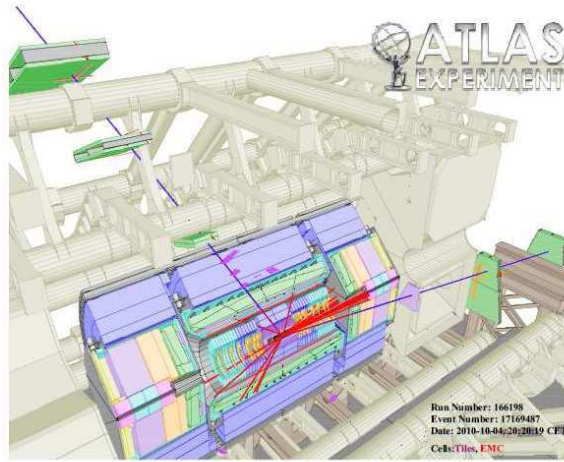 ATLAS
EXPERIMENT
Run Number: 166198
Event Number: 17169487
Date: 2010-10-04, 20:20:19 CET
Cells:Tiles, EMC